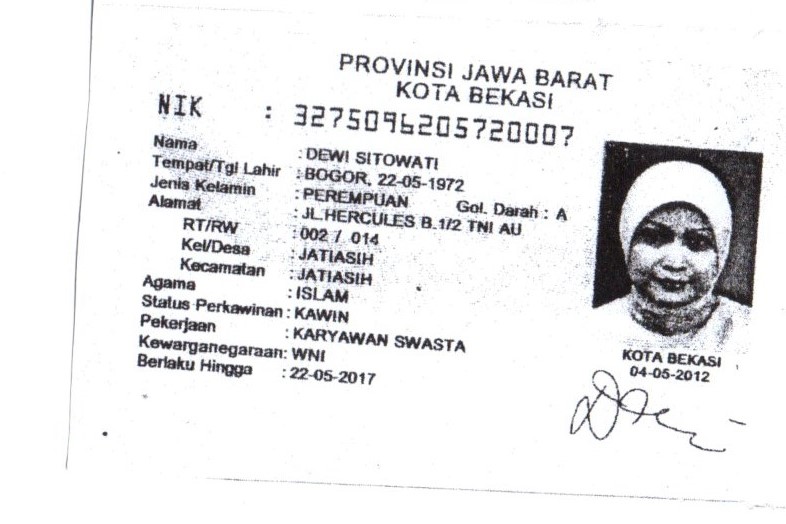 PROVINSI JAWA BARAT
KOTA BEKASI
NIK : 3275096205720007
Nama : DEWI SITOWATI
Tempat/Tgl Lahir : BOGOR, 22-05-1972
Jenis Kelamin : PEREMPUAN Gol. Darah : A
Alamat : JL.HERCULES B.1/2 TNI AU
RT/RW : 002 / 014
Kel/Desa : JATIASIH
Kecamatan : JATIASIH
Agama : ISLAM
Status Perkawinan : KAWIN
Pekerjaan : KARYAWAN SWASTA
Kewarganegaraan: WNI
Berlaku Hingga : 22-05-2017
KOTA BEKASI
04-05-2012